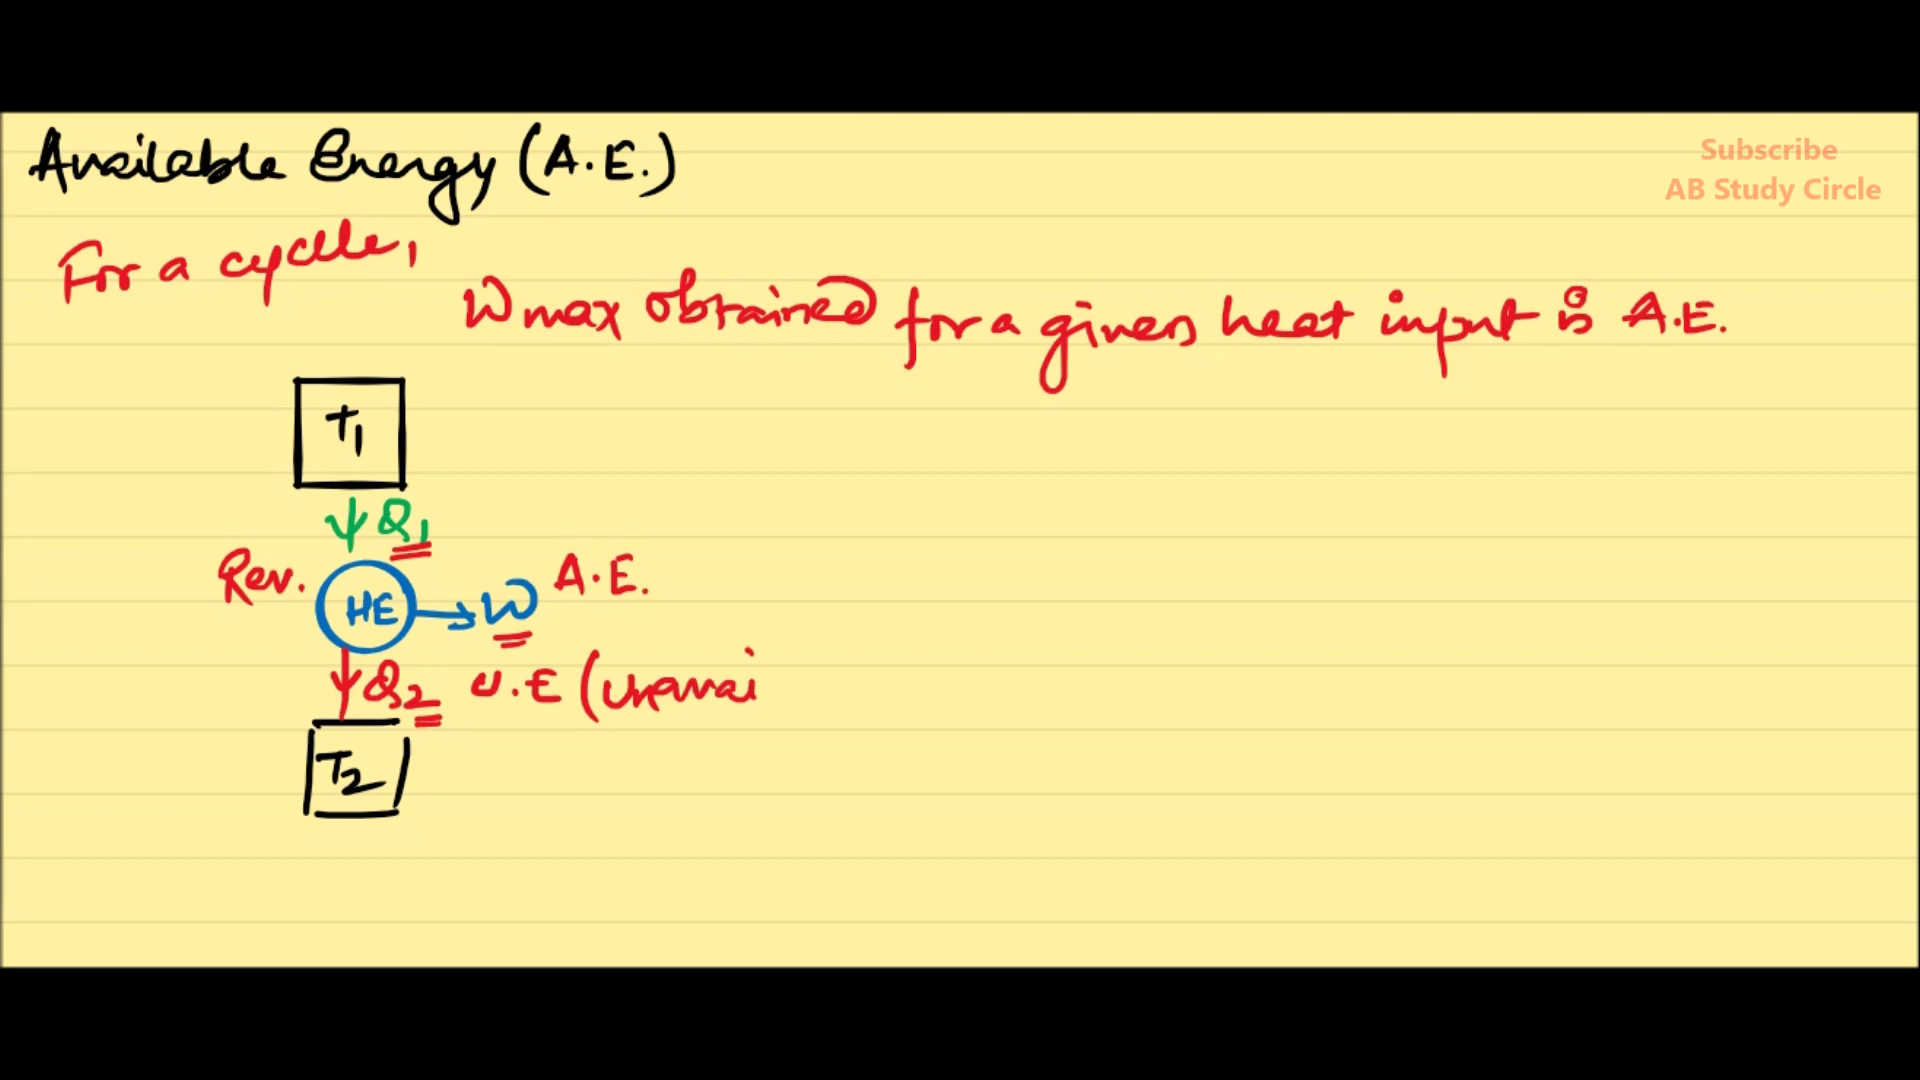 Available Energy (A.E.)
Subscribe
AB Study Circle
For a cycle,
Wmax obtained for a given heat input is A.E.
T1
Q1
Rev. HE W A.E.
Q2 U.E (Unavai
T2